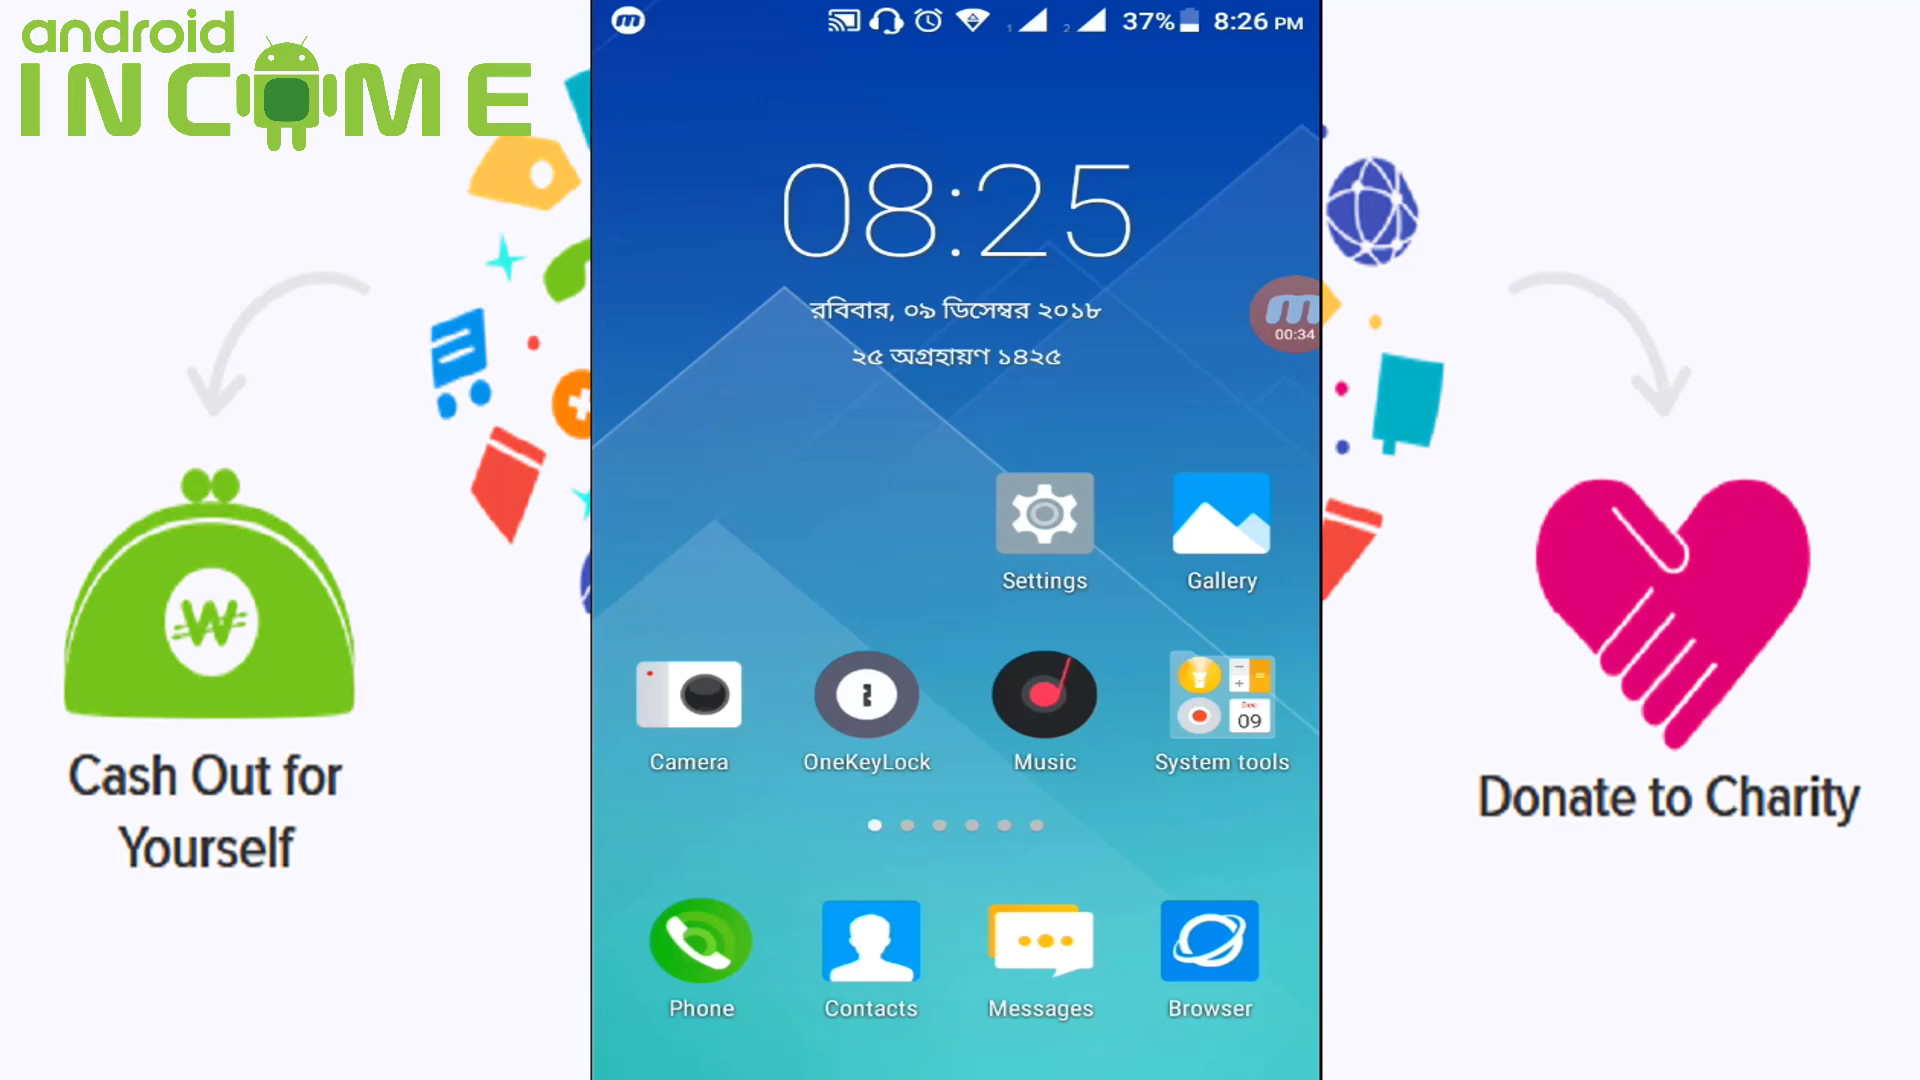 android
INCOME
37% 8:26 PM
08:25
রবিবার, ০৯ ডিসেম্বর ২০১৮
২৫ অগ্রহায়ণ ১৪২৫
00:34
Settings
Gallery
Camera
OneKeyLock
Music
Dec
09
System tools
Phone
Contacts
Messages
Browser
Cash Out for
Yourself
Donate to Charity